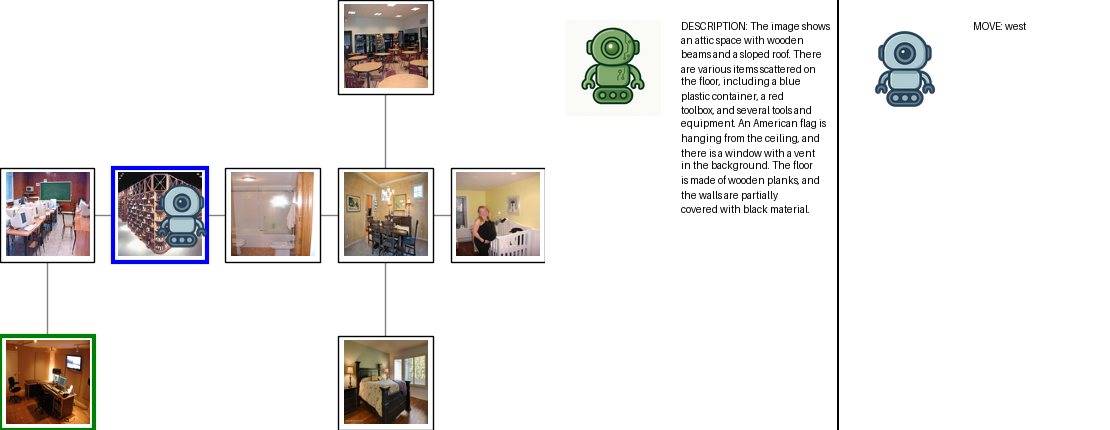 DESCRIPTION: The image shows
an attic space with wooden
beams and a sloped roof. There
are various items scattered on
the floor, including a blue
plastic container, a red
toolbox, and several tools and
equipment. An American flag is
hanging from the ceiling, and
there is a window with a vent
in the background. The floor
is made of wooden planks, and
the walls are partially
covered with black material.
MOVE: west